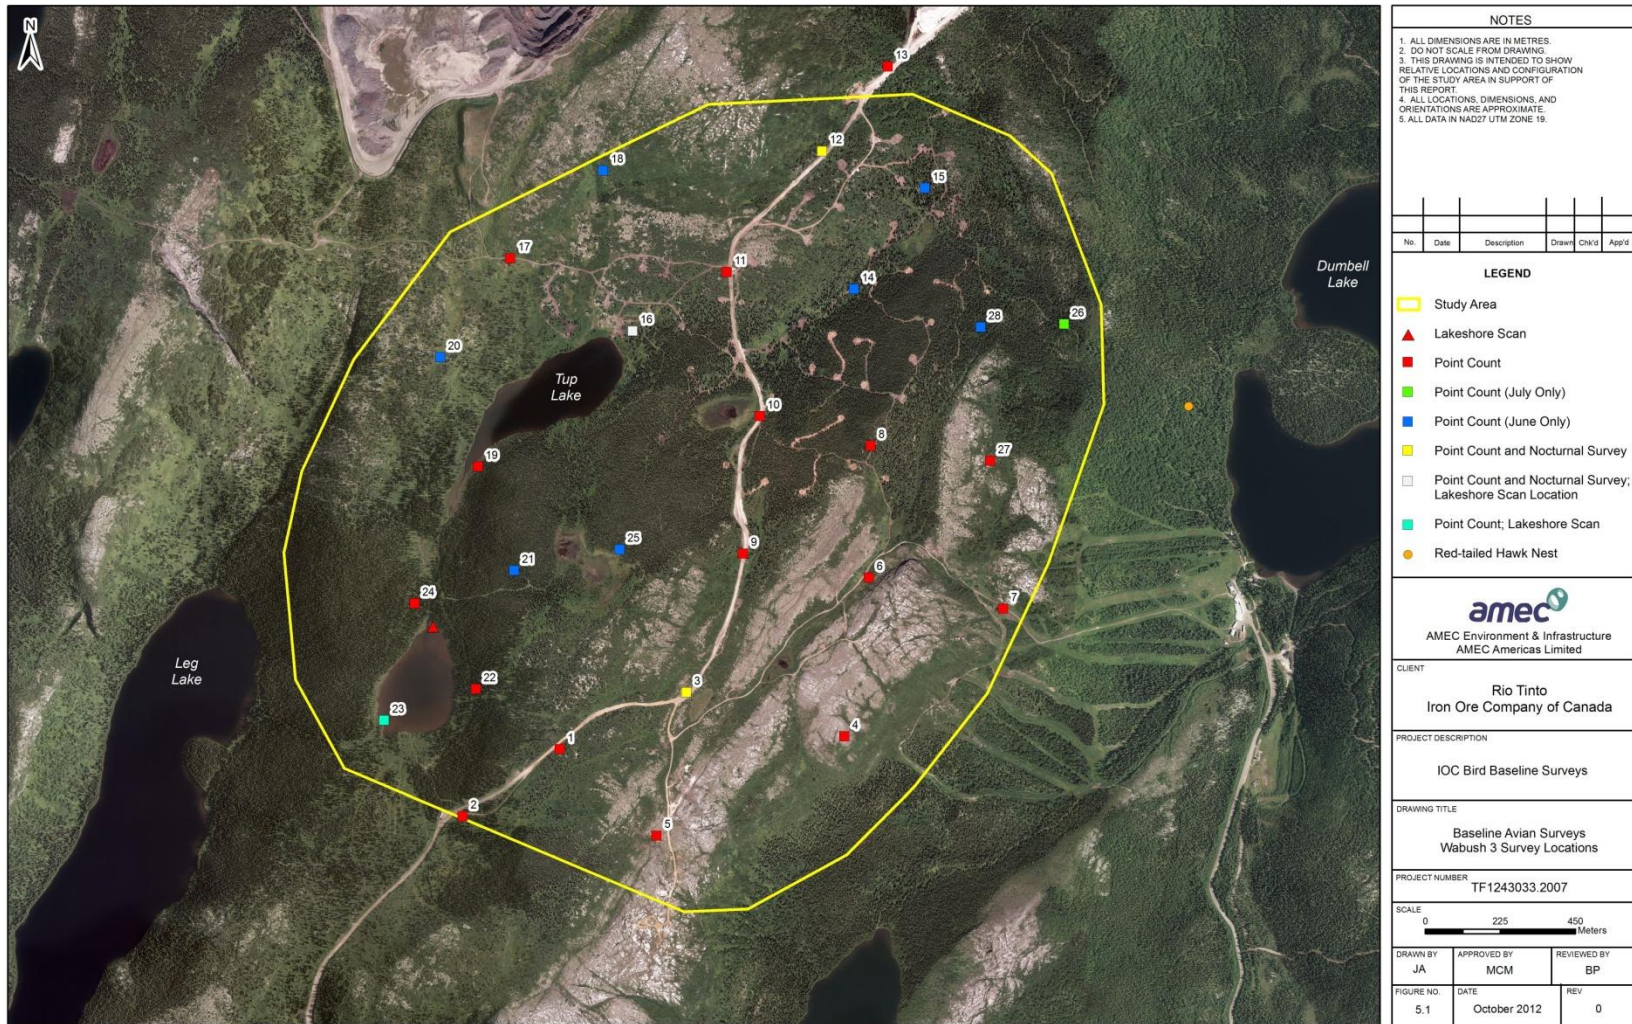 N
13
12
18
15
17
11
14
16
28
26
20
Tup
Lake
10
8
27
19
9
25
21
6
24
7
Leg
Lake
22
3
23
4
1
2
5
Dumbell
Lake
NOTES
1. ALL DIMENSIONS ARE IN METRES.
2. DO NOT SCALE FROM DRAWING.
3. THIS DRAWING IS INTENDED TO SHOW
RELATIVE LOCATIONS AND CONFIGURATION
OF THE STUDY AREA IN SUPPORT OF
THIS REPORT.
4. ALL LOCATIONS, DIMENSIONS, AND
ORIENTATIONS ARE APPROXIMATE.
5. ALL DATA IN NAD27 UTM ZONE 19.
No. Date Description Drawn Chk'd App'd
LEGEND
Study Area
Lakeshore Scan
Point Count
Point Count (July Only)
Point Count (June Only)
Point Count and Nocturnal Survey
Point Count and Nocturnal Survey;
Lakeshore Scan Location
Point Count; Lakeshore Scan
Red-tailed Hawk Nest
amec
AMEC Environment & Infrastructure
AMEC Americas Limited
CLIENT
Rio Tinto
Iron Ore Company of Canada
PROJECT DESCRIPTION
IOC Bird Baseline Surveys
DRAWING TITLE
Baseline Avian Surveys
Wabush 3 Survey Locations
PROJECT NUMBER
TF1243033.2007
SCALE
0 225 450
Meters
DRAWN BY APPROVED BY REVIEWED BY
JA MCM BP
FIGURE NO. DATE REV
5.1 October 2012 0